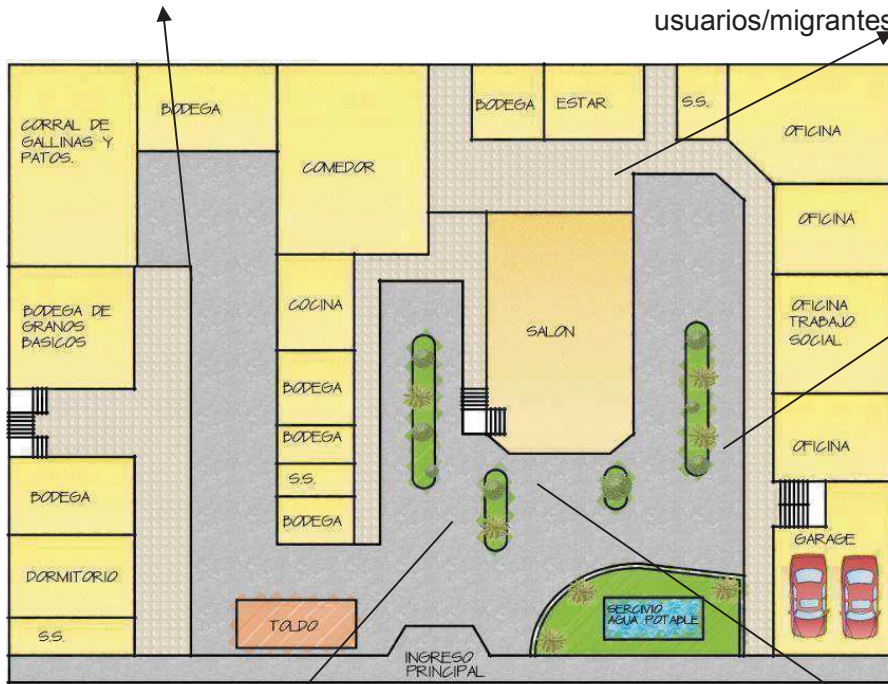 usuarios/migrantes
BODEGA
CORRAL DE
GALLINAS Y
PATOS.
COMEDOR
BODEGA
ESTAR
S.S.
OFICINA
OFICINA
BODEGA DE
GRANOS
BASICOS
COCINA
SALON
OFICINA
TRABAJO
SOCIAL
BODEGA
BODEGA
S.S.
BODEGA
OFICINA
BODEGA
GARAGE
DORMITORIO
S.S.
TOLDO
SERCIVIO
AGUA POTABLE
INGRESO
PRINCIPAL